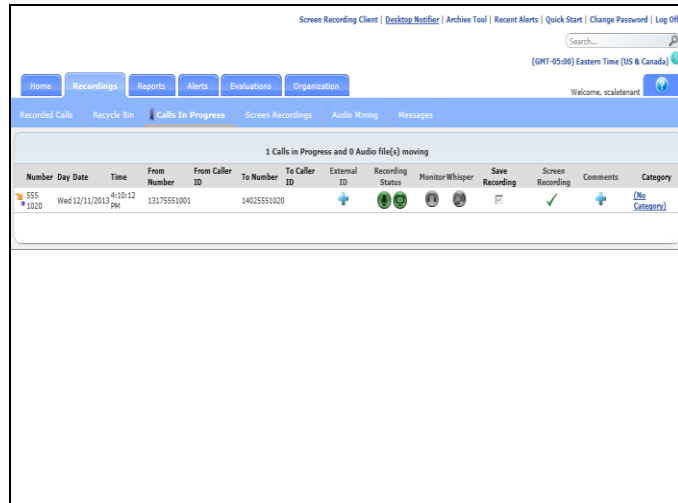 Screen Recording Client | Desktop Notifier | Archive Tool | Recent Alerts | Quick Start | Change Password | Log Off
Search...
(GMT-05:00) Eastern Time (US & Canada)
Home Recordings Reports Alerts Evaluations Organization
Welcome, scaletenant
Recorded Calls Recycle Bin Calls In Progress Screen Recordings Audio Mining Messages
1 Calls in Progress and 0 Audio file(s) moving
Number Day Date Time From Number From Caller ID To Number To Caller ID External ID Recording Status Monitor Whisper Save Recording Screen Recording Comments Category
555 1020 Wed 12/11/2013 4:10:12 PM 13175551001 14025551020 (No Category)